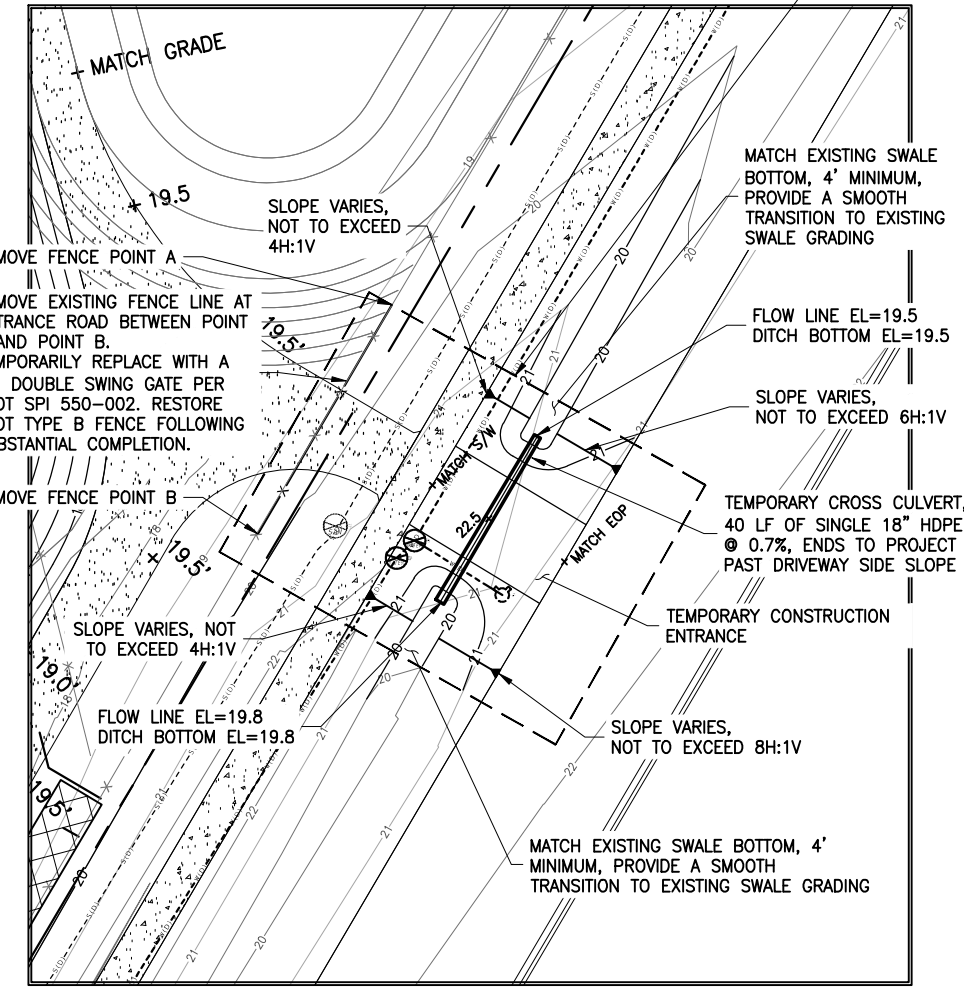 MATCH GRADE
19.5
SLOPE VARIES,
NOT TO EXCEED
4H:1V
MATCH EXISTING SWALE
BOTTOM, 4' MINIMUM,
PROVIDE A SMOOTH
TRANSITION TO EXISTING
SWALE GRADING
MOVE FENCE POINT A
MOVE EXISTING FENCE LINE AT
TRANCE ROAD BETWEEN POINT
AND POINT B.
MPORARILY REPLACE WITH A
DOUBLE SWING GATE PER
OT SPI 550-002. RESTORE
OT TYPE B FENCE FOLLOWING
BSTANTIAL COMPLETION.
19.5'
MOVE FENCE POINT B
19.5'
FLOW LINE EL=19.5
DITCH BOTTOM EL=19.5
SLOPE VARIES,
NOT TO EXCEED 6H:1V
MATCH S/W
22.5
MATCH EOP
TEMPORARY CROSS CULVERT,
40 LF OF SINGLE 18" HDPE
@ 0.7%, ENDS TO PROJECT
PAST DRIVEWAY SIDE SLOPE
TEMPORARY CONSTRUCTION
ENTRANCE
SLOPE VARIES, NOT
TO EXCEED 4H:1V
19.0'
FLOW LINE EL=19.8
DITCH BOTTOM EL=19.8
SLOPE VARIES,
NOT TO EXCEED 8H:1V
19.5'
MATCH EXISTING SWALE BOTTOM, 4'
MINIMUM, PROVIDE A SMOOTH
TRANSITION TO EXISTING SWALE GRADING